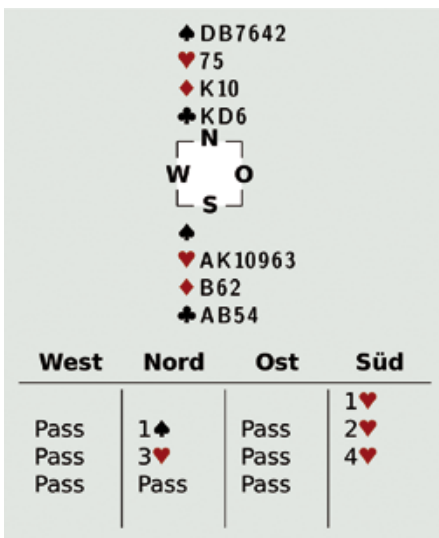 ♠DB7642
♥75
♦K10
♣KD6
N
W O
S
♠
♥AK10963
♦B62
♣AB54
West Nord Ost Süd
1♥
Pass 1♠ Pass 2♥
Pass 3♥ Pass 4♥
Pass Pass Pass